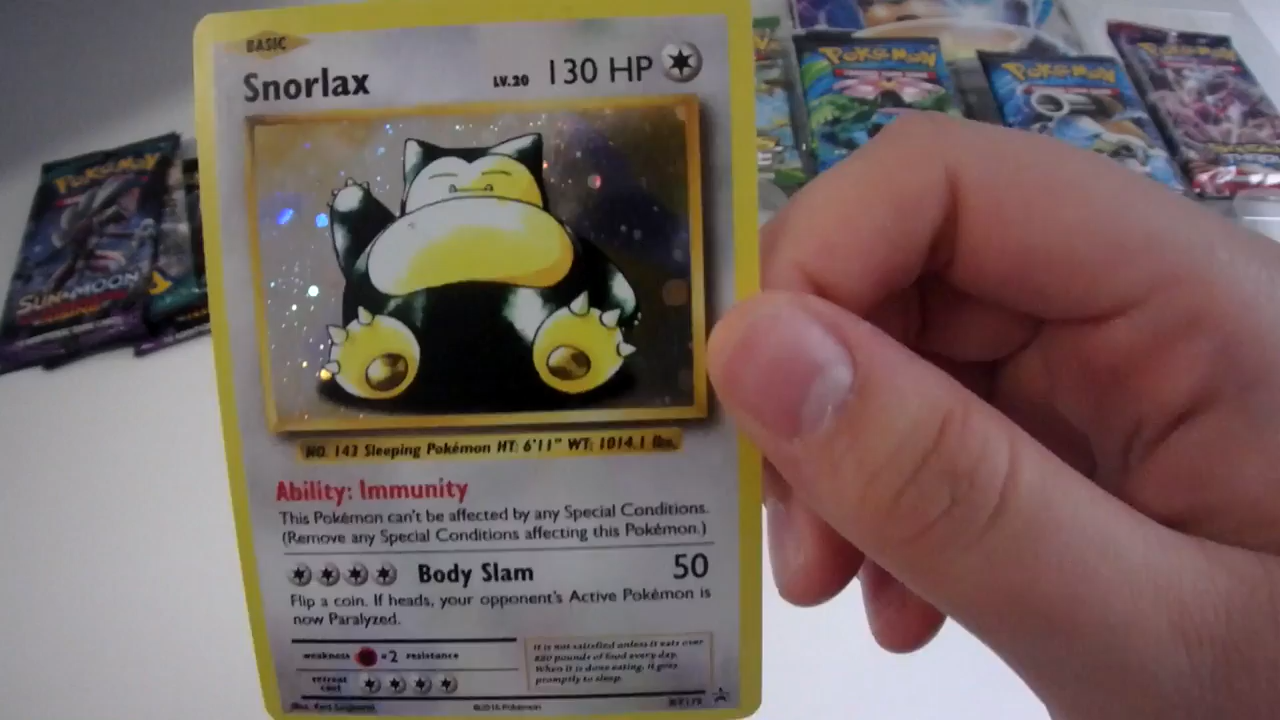 BASIC
Snorlax
LV.20 130 HP
NO. 143 Sleeping Pokémon HT: 6'11" WT: 1014.1 lbs.
Ability: Immunity
This Pokémon can't be affected by any Special Conditions.
(Remove any Special Conditions affecting this Pokémon.)
Body Slam 50
Flip a coin. If heads, your opponent's Active Pokémon is
now Paralyzed.
weakness ×2 resistance
retreat
cost
It is not satisfied unless it eats over
880 pounds of food every day.
When it is done eating, it goes
promptly to sleep.
©2016 Pokémon
POKéMON
SUN & MOON
POKéMON
POKéMON
POKéMON